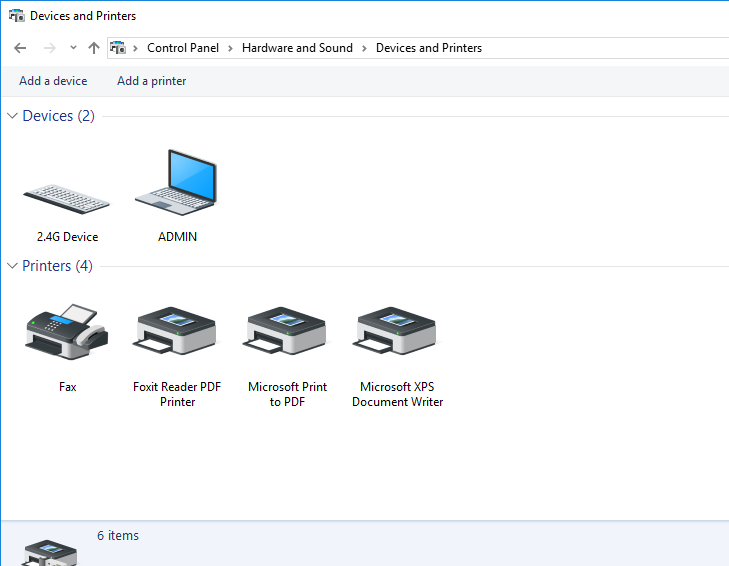 Devices and Printers
Control Panel > Hardware and Sound > Devices and Printers
Add a device Add a printer
Devices (2)
2.4G Device ADMIN
Printers (4)
Fax Foxit Reader PDF Printer Microsoft Print to PDF Microsoft XPS Document Writer
6 items